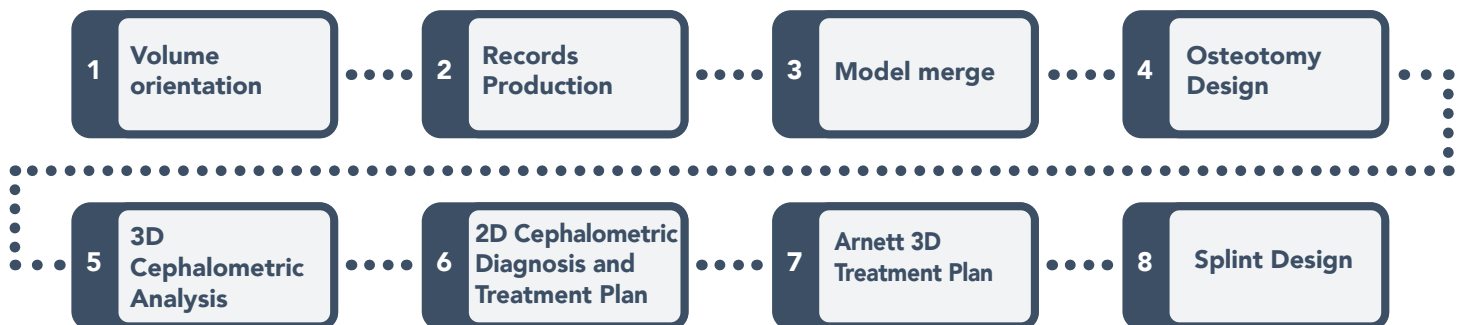 1
Volume
orientation
2
Records
Production
3
Model merge
4
Osteotomy
Design
5
3D
Cephalometric
Analysis
6
2D Cephalometric
Diagnosis and
Treatment Plan
7
Arnett 3D
Treatment Plan
8
Splint Design